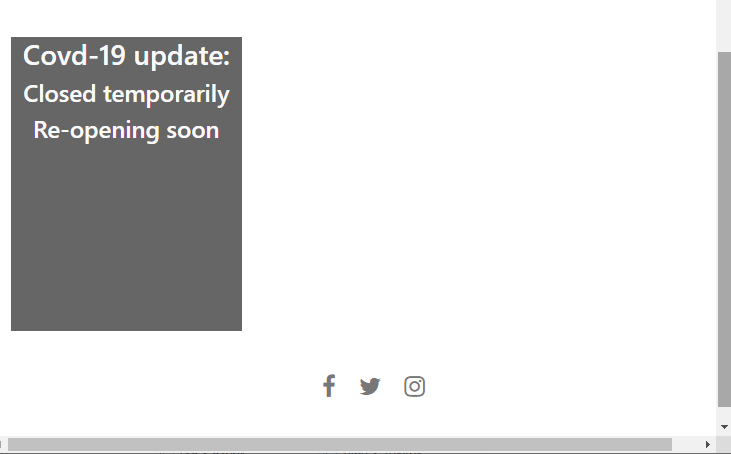 Covd-19 update:
Closed temporarily
Re-opening soon